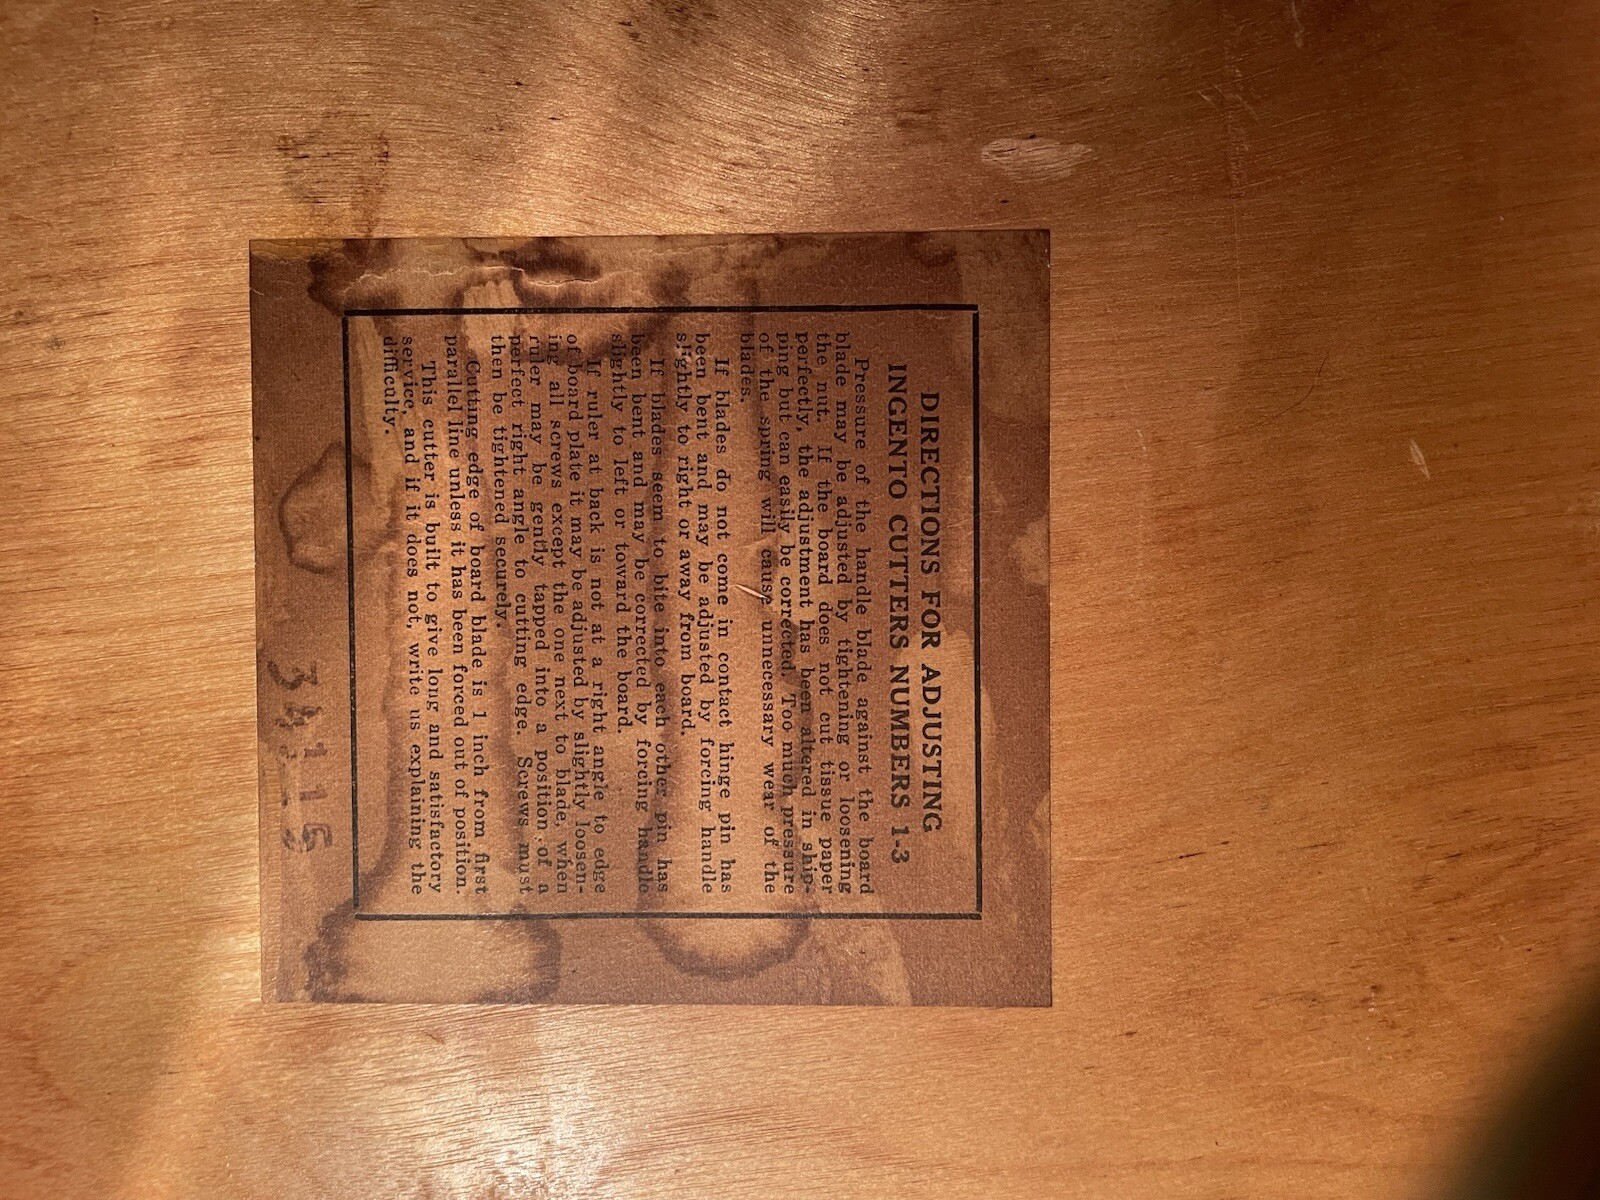 DIRECTIONS FOR ADJUSTING
INGENTO CUTTERS NUMBERS 1-3
Pressure of the handle blade against the board
blade may be adjusted by tightening or loosening
the nut. If the board does not cut tissue paper
perfectly, the adjustment has been altered in ship-
ping but can easily be corrected. Too much pressure
of the spring will cause unnecessary wear of the
blades.
If blades do not come in contact hinge pin has
been bent and may be adjusted by forcing handle
slightly to right or away from board.
If blades seem to bite into each other pin has
been bent and may be corrected by forcing handle
slightly to left or toward the board.
If ruler at back is not at a right angle to edge
of board plate it may be adjusted by slightly loosen-
ing all screws except the one next to blade, when
ruler may be gently tapped into a position of a
perfect right angle to cutting edge. Screws must
then be tightened securely.
Cutting edge of board blade is 1 inch from first
parallel line unless it has been forced out of position.
This cutter is built to give long and satisfactory
service, and if it does not, write us explaining the
difficulty.